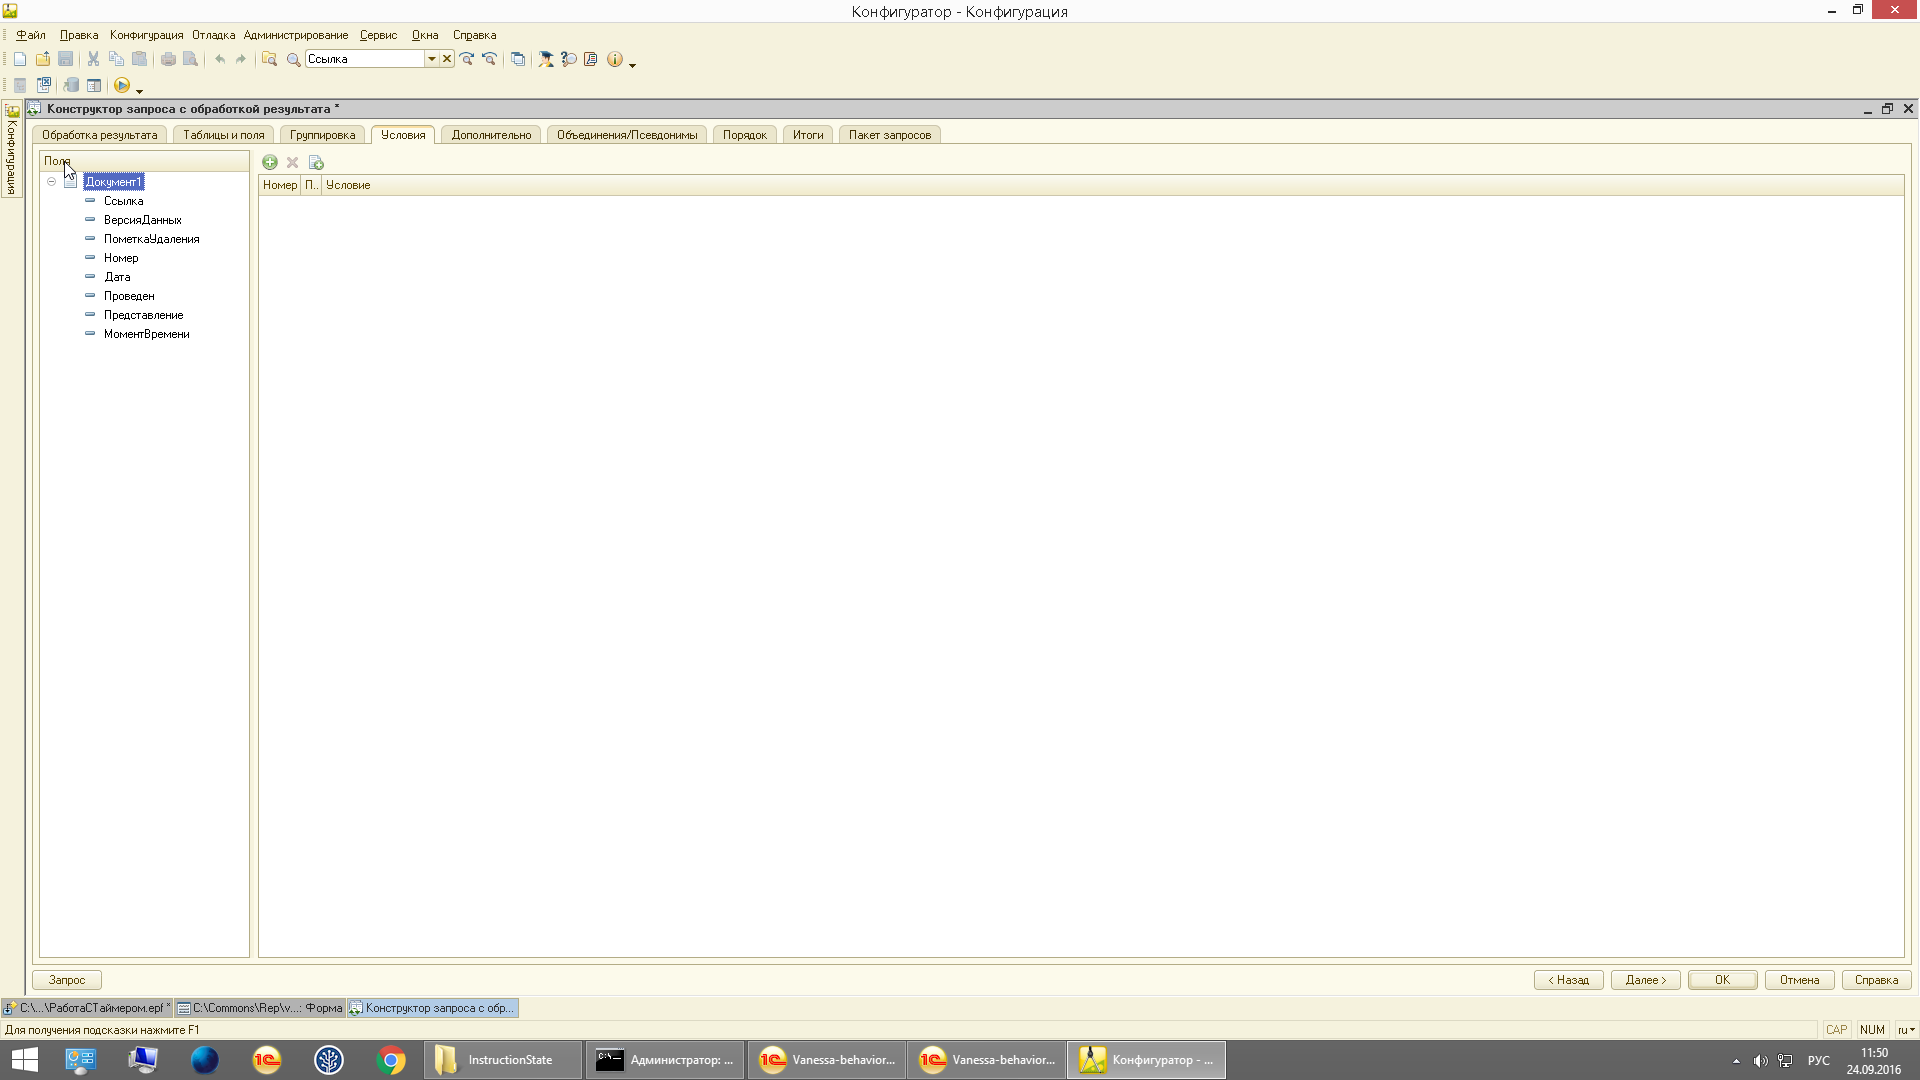 Конфигуратор - Конфигурация
Файл Правка Конфигурация Отладка Администрирование Сервис Окна Справка
Ссылка
Конфигурация
Конструктор запроса с обработкой результата *
Обработка результата Таблицы и поля Группировка Условия Дополнительно Объединения/Псевдонимы Порядок Итоги Пакет запросов
Поля
Номер П.. Условие
Документ1
Ссылка
ВерсияДанных
ПометкаУдаления
Номер
Дата
Проведен
Представление
МоментВремени
Запрос < Назад Далее > ОК Отмена Справка
C:\...\РаботаСТаймером.epf * C:\Commons\Rep\v...: Форма Конструктор запроса с обр...
Для получения подсказки нажмите F1 CAP NUM ru
InstructionState Администратор: ... Vanessa-behavior... Vanessa-behavior... Конфигуратор - ... РУС 11:50
24.09.2016